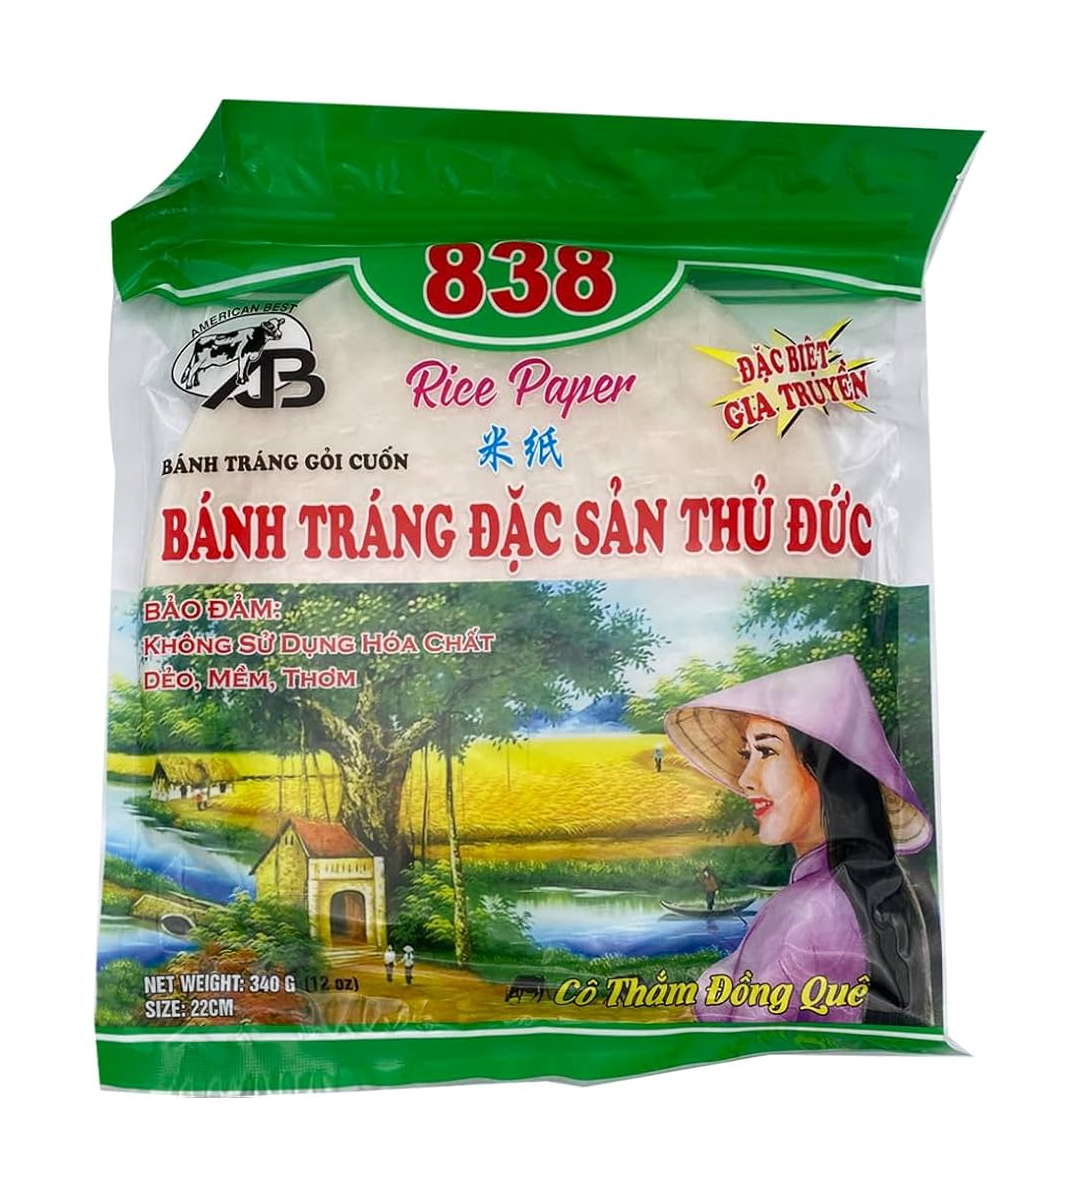 838
AMERICAN BEST
AB
Rice Paper
ĐẶC BIỆT
GIA TRUYỀN
米纸
BÁNH TRÁNG GỎI CUỐN
BÁNH TRÁNG ĐẶC SẢN THỦ ĐỨC
BẢO ĐẢM:
KHÔNG SỬ DỤNG HÓA CHẤT
DẺO, MỀM, THƠM
NET WEIGHT: 340 G (12 oz)
SIZE: 22CM
Cô Thắm Đồng Quê